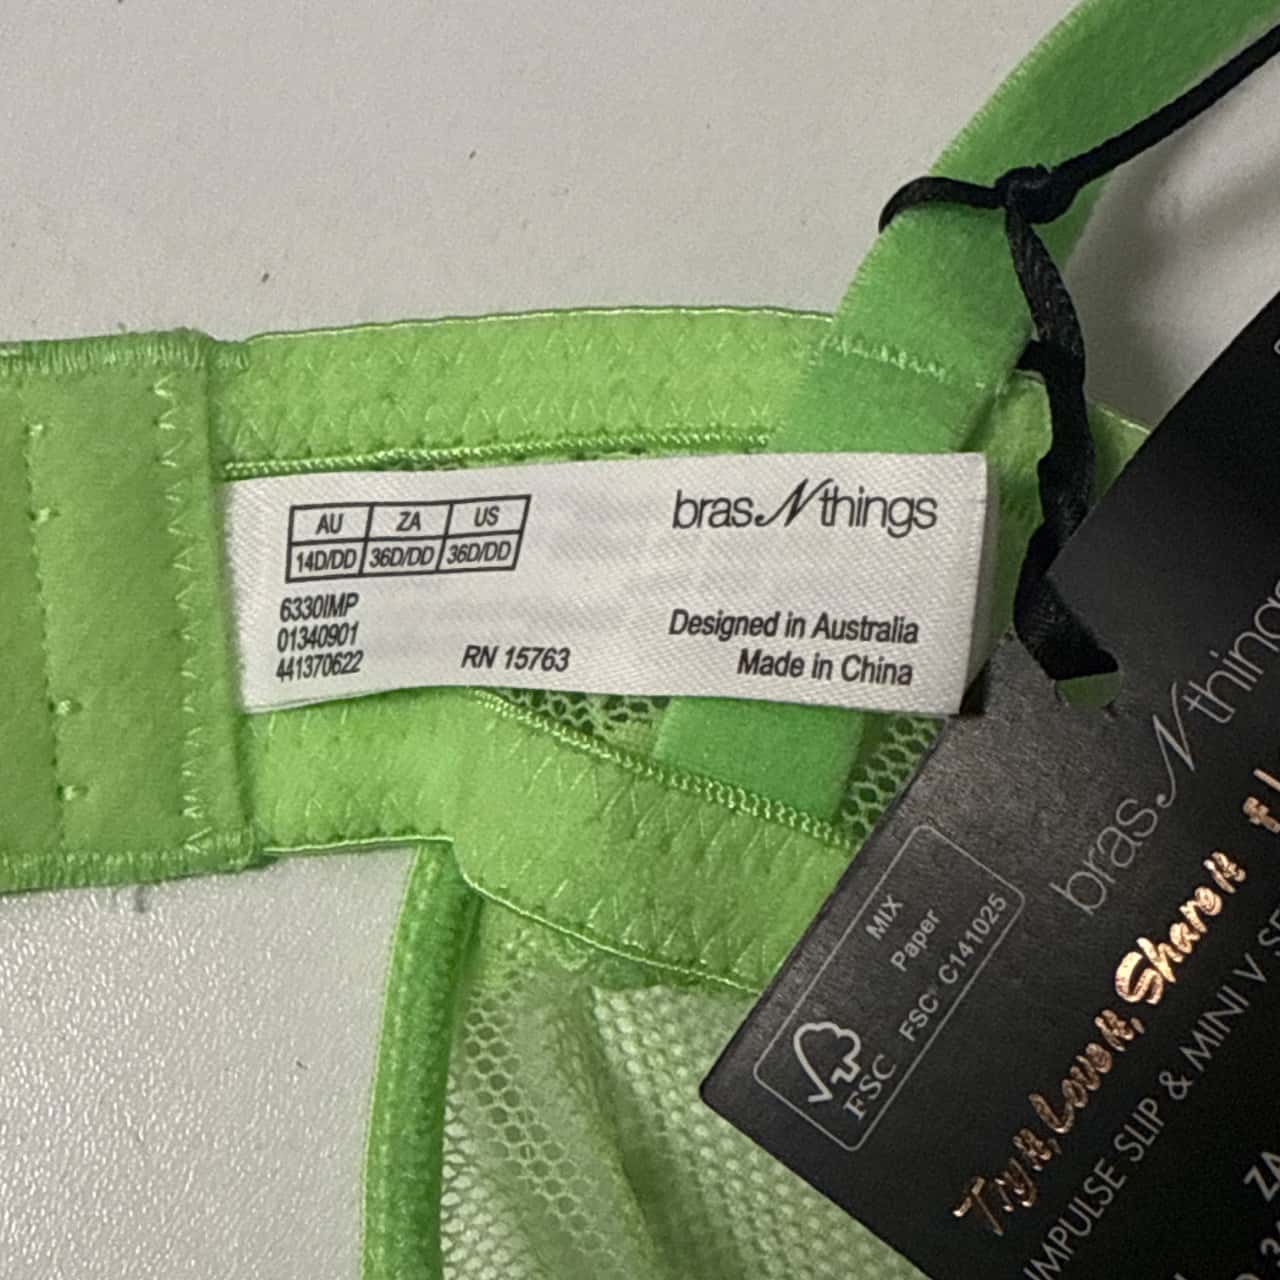 AU ZA US
14D/DD 36D/DD 36D/DD
bras N things
6330IMP
01340901
441370622
RN 15763
Designed in Australia
Made in China
bras N things
Try it, Love it, Share it #
IMPULSE SLIP & MINI V
ZA
MIX
Paper
FSC® C141025
FSC